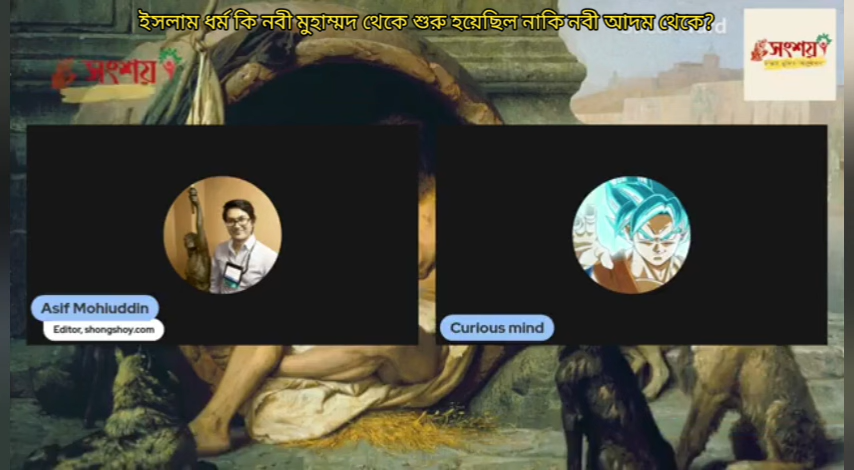 ইসলাম ধর্ম কি নবী মুহাম্মদ থেকে শুরু হয়েছিল নাকি নবী আদম থেকে?
সংশয়
সংশয়
Asif Mohiuddin
Editor, shongshoy.com
Curious mind